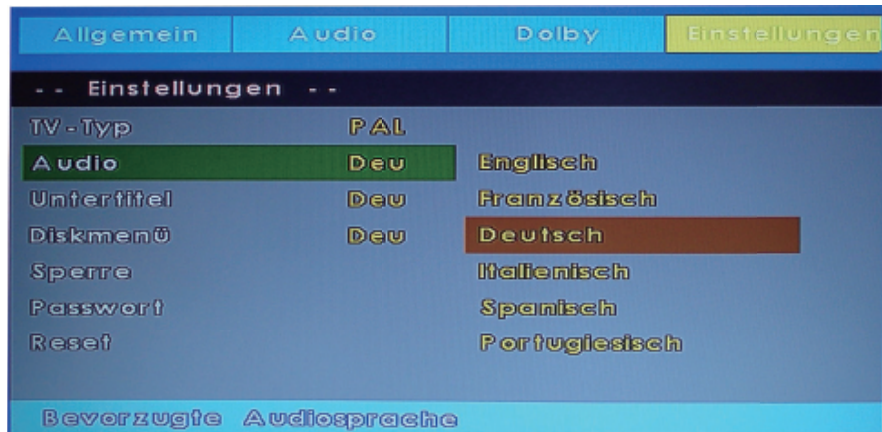 Allgemein Audio Dolby Einstellungen
-- Einstellungen --
TV-Typ PAL
Audio Deu Englisch
Untertitel Deu Französisch
Diskmenü Deu Deutsch
Sperre Italienisch
Passwort Spanisch
Reset Portugiesisch
Bevorzugte Audiosprache